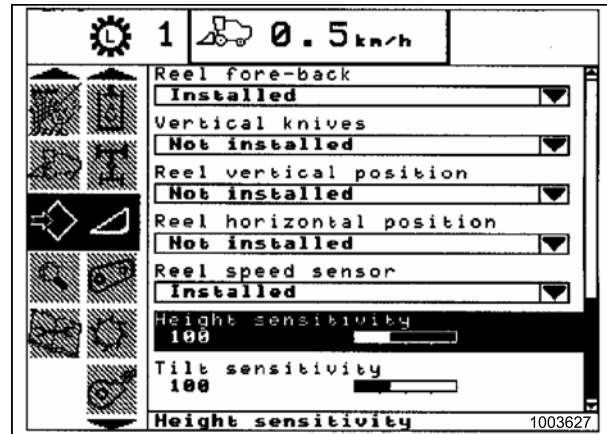 L 1 0.5km/h
Reel fore-back
Installed
Vertical knives
Not installed
Reel vertical position
Not installed
Reel horizontal position
Not installed
Reel speed sensor
Installed
Height sensitivity
100
Tilt sensitivity
100
Height sensitivity
1003627